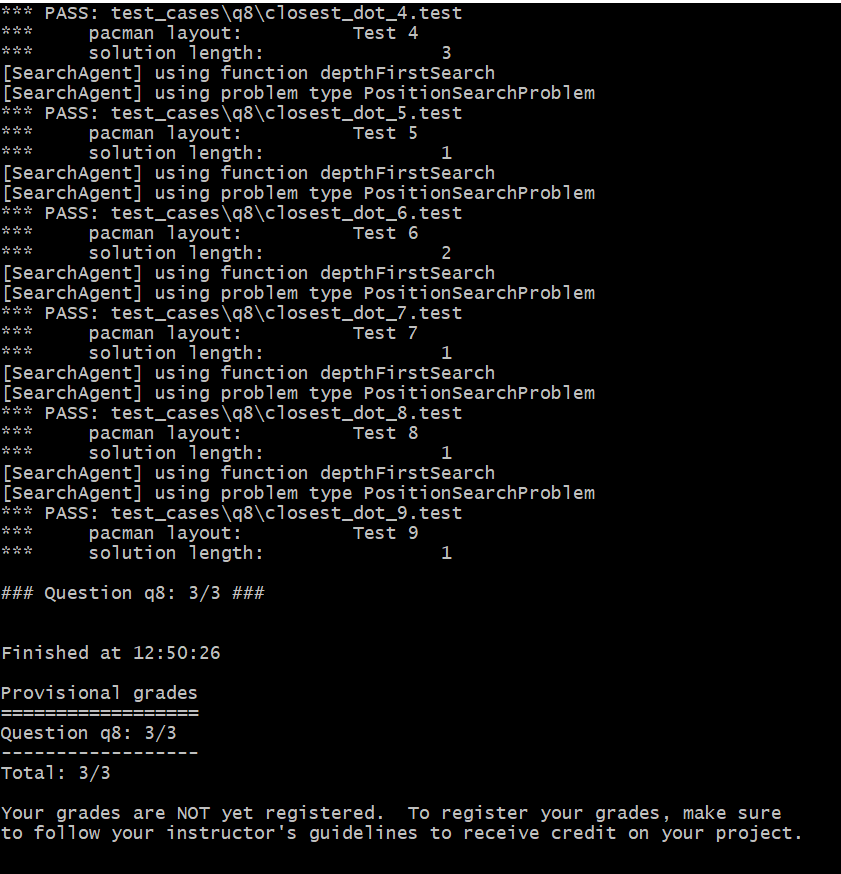 *** PASS: test_cases\q8\closest_dot_4.test
***     pacman layout:          Test 4
***     solution length:                3
[SearchAgent] using function depthFirstSearch
[SearchAgent] using problem type PositionSearchProblem
*** PASS: test_cases\q8\closest_dot_5.test
***     pacman layout:          Test 5
***     solution length:                1
[SearchAgent] using function depthFirstSearch
[SearchAgent] using problem type PositionSearchProblem
*** PASS: test_cases\q8\closest_dot_6.test
***     pacman layout:          Test 6
***     solution length:                2
[SearchAgent] using function depthFirstSearch
[SearchAgent] using problem type PositionSearchProblem
*** PASS: test_cases\q8\closest_dot_7.test
***     pacman layout:          Test 7
***     solution length:                1
[SearchAgent] using function depthFirstSearch
[SearchAgent] using problem type PositionSearchProblem
*** PASS: test_cases\q8\closest_dot_8.test
***     pacman layout:          Test 8
***     solution length:                1
[SearchAgent] using function depthFirstSearch
[SearchAgent] using problem type PositionSearchProblem
*** PASS: test_cases\q8\closest_dot_9.test
***     pacman layout:          Test 9
***     solution length:                1
### Question q8: 3/3 ###
Finished at 12:50:26
Provisional grades
==================
Question q8: 3/3
------------------
Total: 3/3
Your grades are NOT yet registered.  To register your grades, make sure
to follow your instructor's guidelines to receive credit on your project.